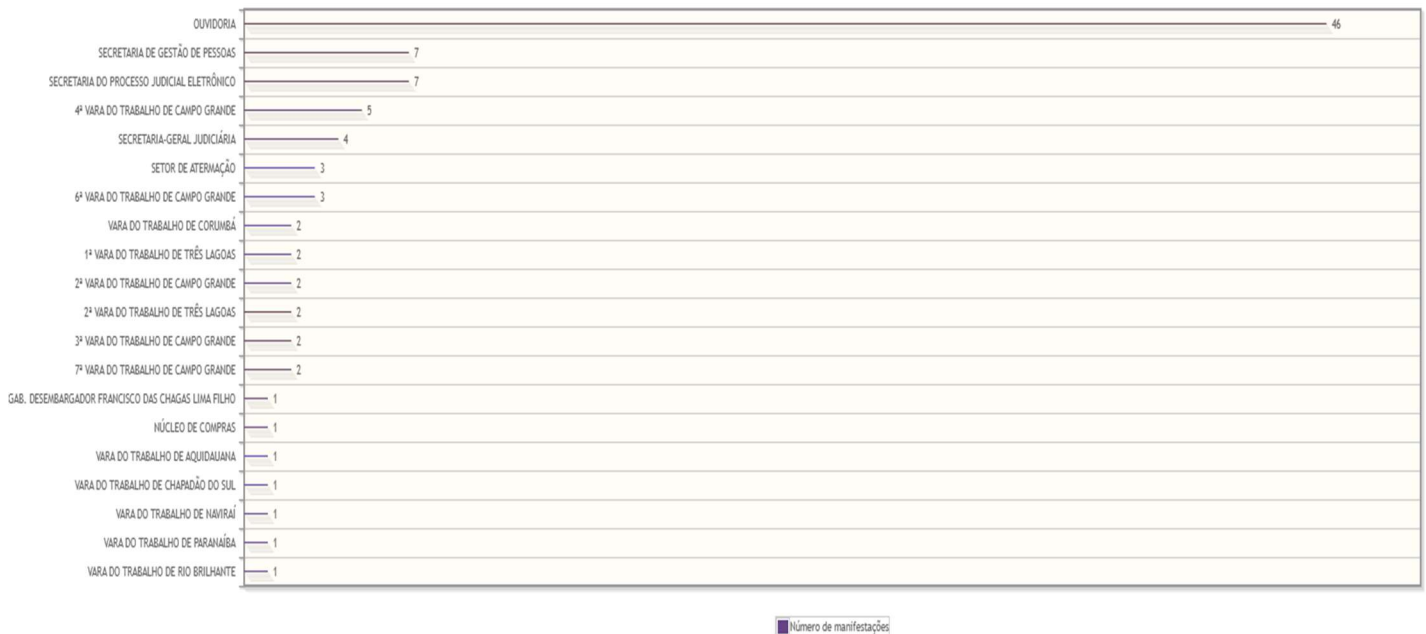 OUVIDORIA 46
SECRETARIA DE GESTÃO DE PESSOAS 7
SECRETARIA DO PROCESSO JUDICIAL ELETRÔNICO 7
4ª VARA DO TRABALHO DE CAMPO GRANDE 5
SECRETARIA-GERAL JUDICIÁRIA 4
SETOR DE ATERMAÇÃO 3
6ª VARA DO TRABALHO DE CAMPO GRANDE 3
VARA DO TRABALHO DE CORUMBÁ 2
1ª VARA DO TRABALHO DE TRÊS LAGOAS 2
2ª VARA DO TRABALHO DE CAMPO GRANDE 2
2ª VARA DO TRABALHO DE TRÊS LAGOAS 2
3ª VARA DO TRABALHO DE CAMPO GRANDE 2
7ª VARA DO TRABALHO DE CAMPO GRANDE 2
GAB. DESEMBARGADOR FRANCISCO DAS CHAGAS LIMA FILHO 1
NÚCLEO DE COMPRAS 1
VARA DO TRABALHO DE AQUIDAUANA 1
VARA DO TRABALHO DE CHAPADÃO DO SUL 1
VARA DO TRABALHO DE NAVIRAÍ 1
VARA DO TRABALHO DE PARANAÍBA 1
VARA DO TRABALHO DE RIO BRILHANTE 1
Número de manifestações